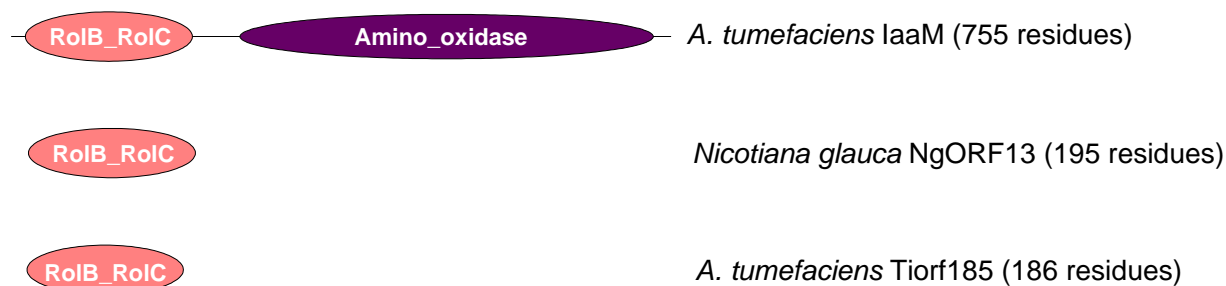 RolB_RolC Amino_oxidase A. tumefaciens IaaM (755 residues)
RolB_RolC Nicotiana glauca NgORF13 (195 residues)
RolB_RolC A. tumefaciens Tiorf185 (186 residues)